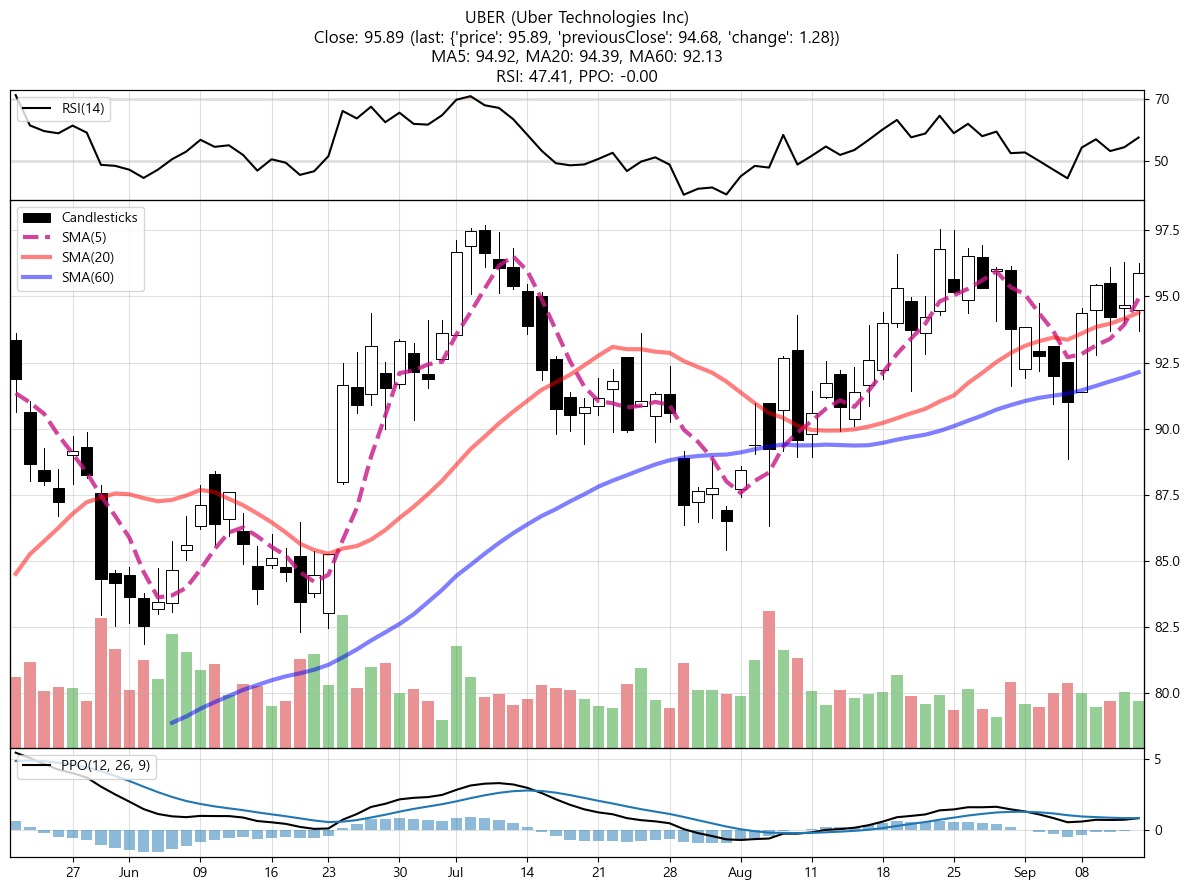 UBER (Uber Technologies Inc)
Close: 95.89 (last: {'price': 95.89, 'previousClose': 94.68, 'change': 1.28})
MA5: 94.92, MA20: 94.39, MA60: 92.13
RSI: 47.41, PPO: -0.00
RSI(14)
70
50
Candlesticks
SMA(5)
SMA(20)
SMA(60)
97.5
95.0
92.5
90.0
87.5
85.0
82.5
80.0
PPO(12, 26, 9)
5
0
27 Jun 09 16 23 30 Jul 14 21 28 Aug 11 18 25 Sep 08